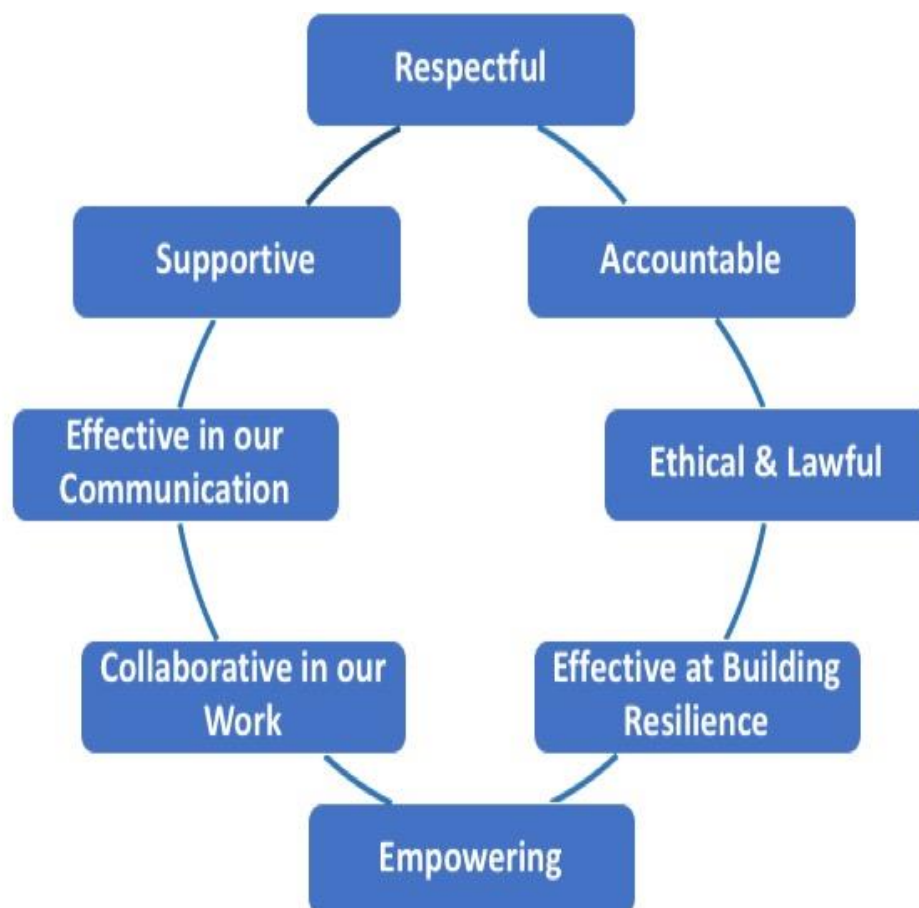 Respectful
Supportive
Accountable
Effective in our
Communication
Ethical & Lawful
Collaborative in our
Work
Effective at Building
Resilience
Empowering